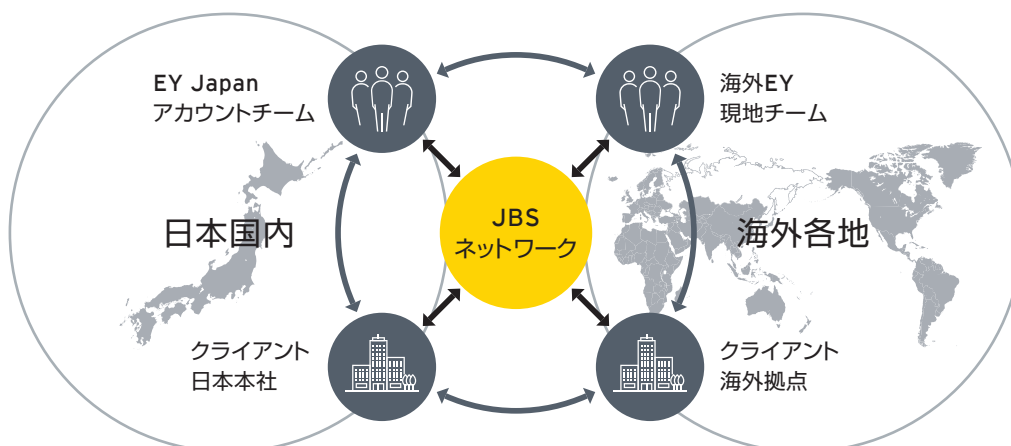 EY Japan
アカウントチーム
海外EY
現地チーム
日本国内
JBS
ネットワーク
海外各地
クライアント
日本本社
クライアント
海外拠点